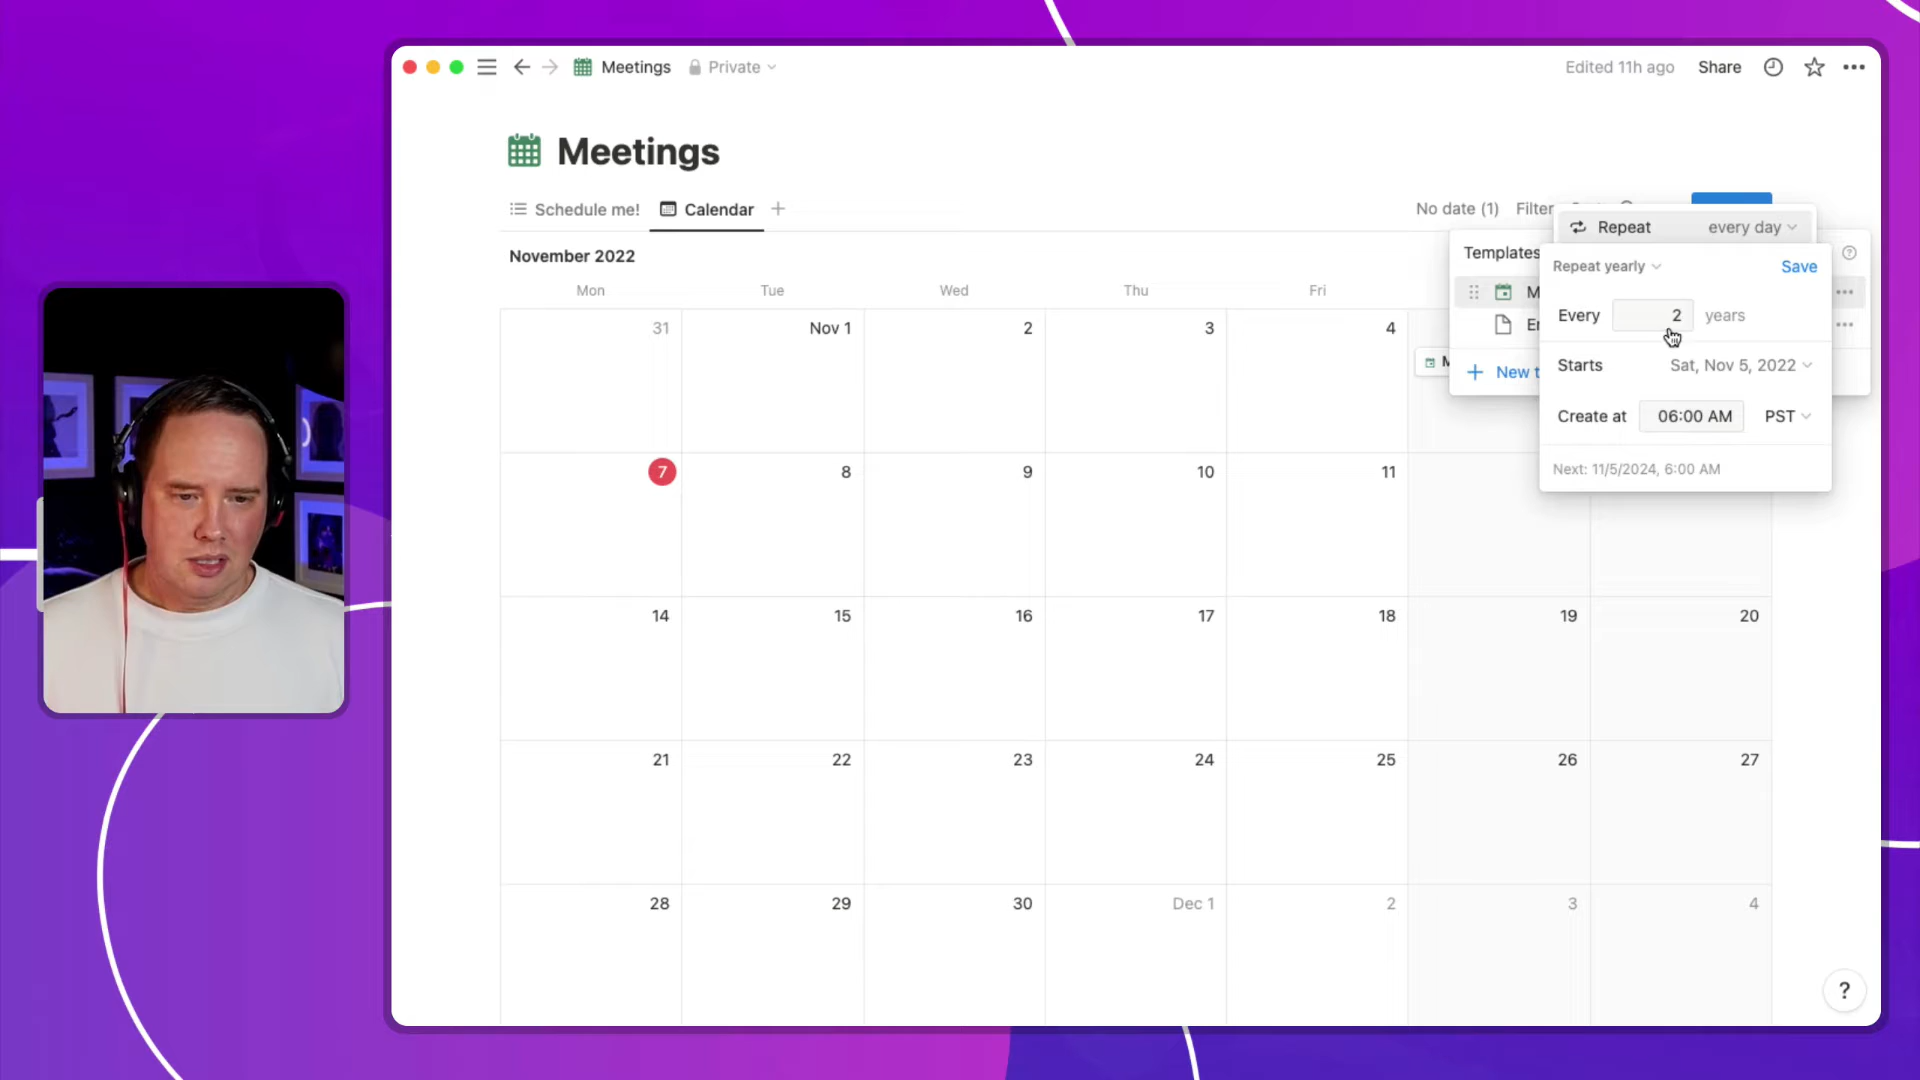 Meetings Private
Edited 11h ago Share
Meetings
Schedule me! Calendar
No date (1) Filter
Repeat every day
Templates
Repeat yearly Save
Every 2 years
New t
Starts Sat, Nov 5, 2022
Create at 06:00 AM PST
Next: 11/5/2024, 6:00 AM
November 2022
Mon Tue Wed Thu Fri
31 Nov 1 2 3 4
M
7 8 9 10 11
14 15 16 17 18 19 20
21 22 23 24 25 26 27
28 29 30 Dec 1 2 3 4
?